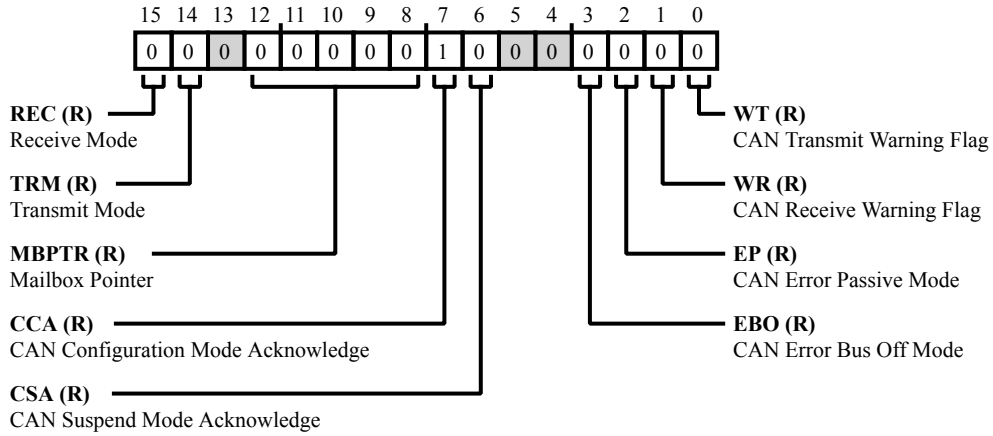 15 14 13 12 11 10 9 8 7 6 5 4 3 2 1 0
0 0 0 0 0 0 0 0 1 0 0 0 0 0 0 0
REC (R)
Receive Mode
TRM (R)
Transmit Mode
MBPTR (R)
Mailbox Pointer
CCA (R)
CAN Configuration Mode Acknowledge
CSA (R)
CAN Suspend Mode Acknowledge
WT (R)
CAN Transmit Warning Flag
WR (R)
CAN Receive Warning Flag
EP (R)
CAN Error Passive Mode
EBO (R)
CAN Error Bus Off Mode